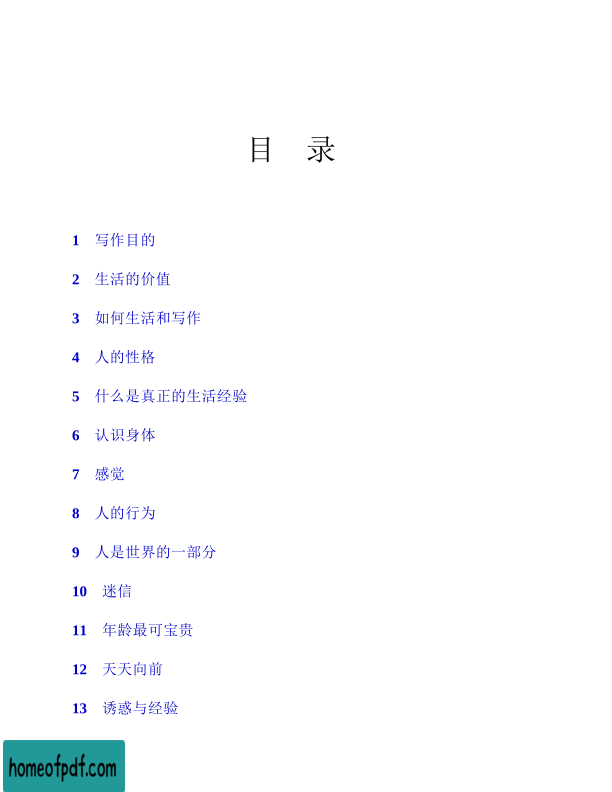 目 录
1 写作目的
2 生活的价值
3 如何生活和写作
4 人的性格
5 什么是真正的生活经验
6 认识身体
7 感觉
8 人的行为
9 人是世界的一部分
10 迷信
11 年龄最可宝贵
12 天天向前
13 诱惑与经验
homeofpdf.com